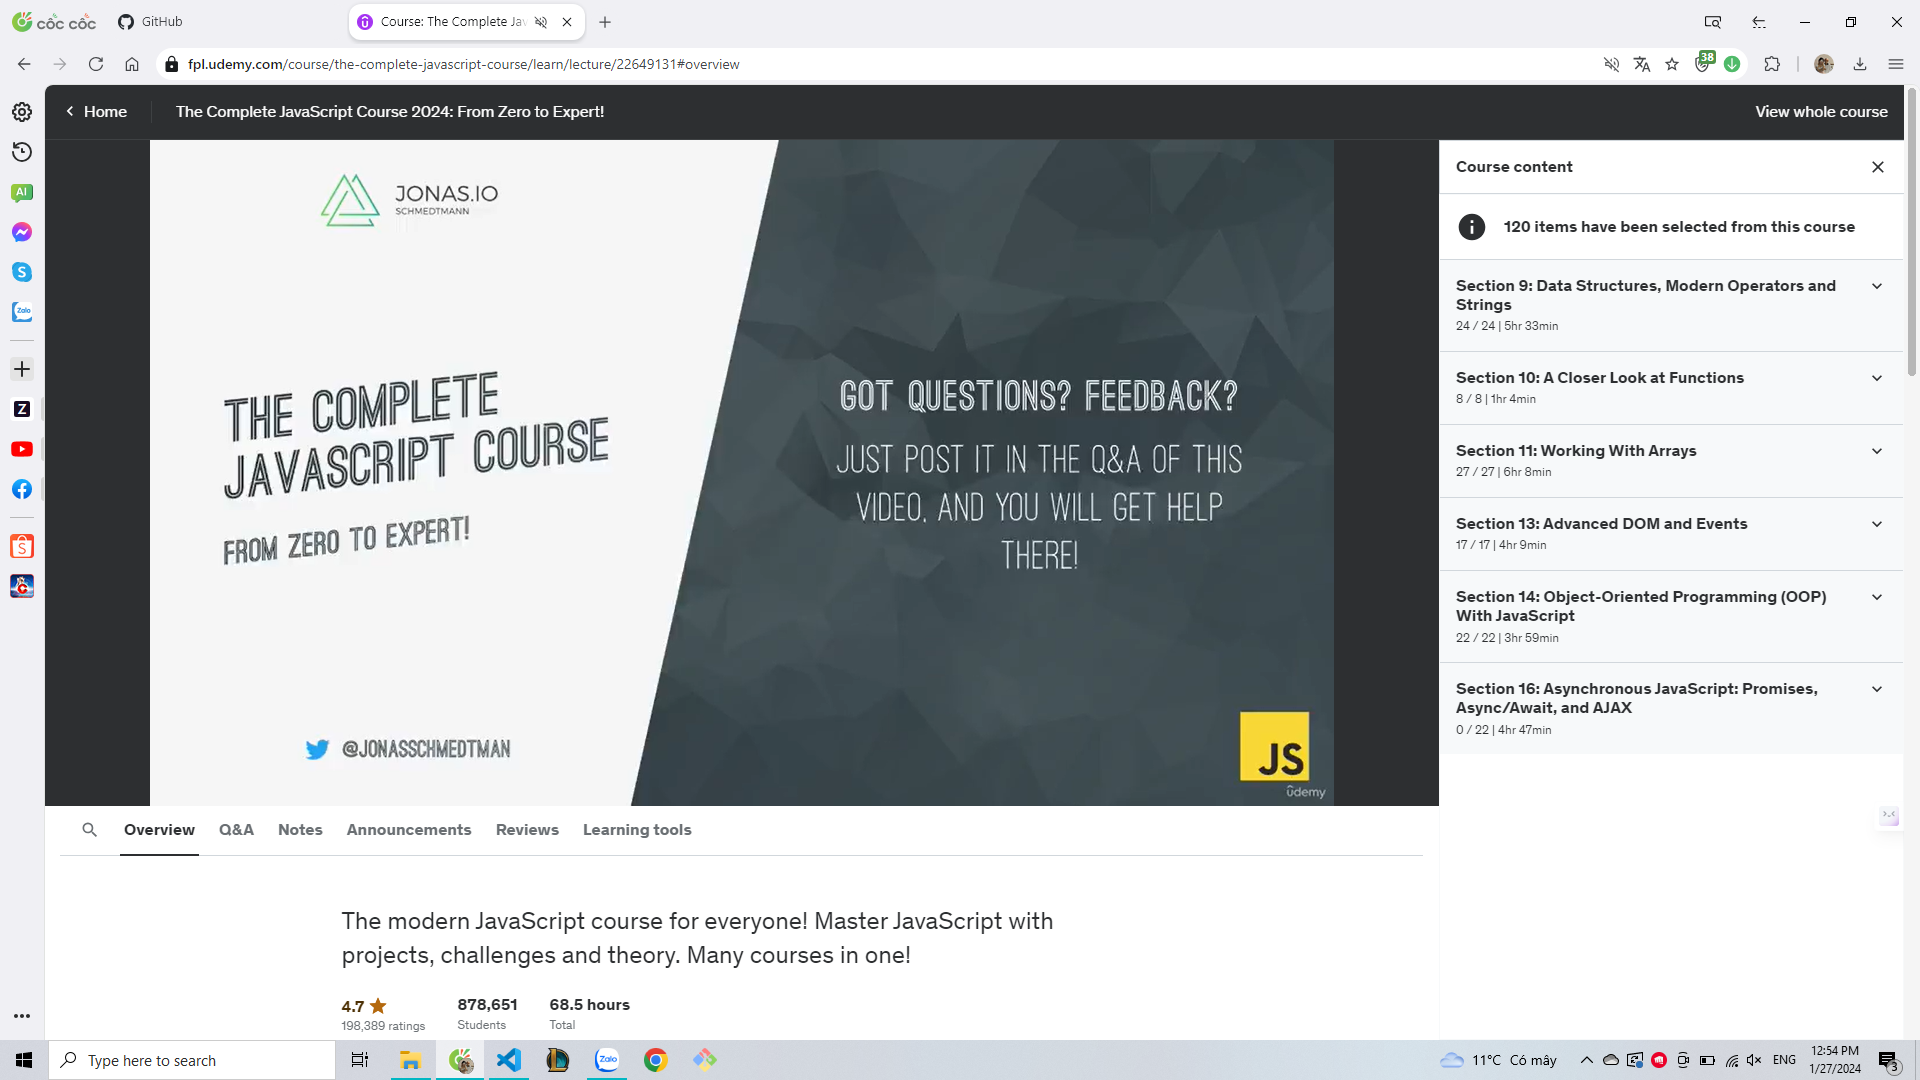 cốc cốc
GitHub
Course: The Complete Jav
fpl.udemy.com/course/the-complete-javascript-course/learn/lecture/22649131#overview
38
Home
The Complete JavaScript Course 2024: From Zero to Expert!
View whole course
AI
Zalo
Z
JONAS.IO
SCHMEDTMANN
THE COMPLETE
JAVASCRIPT COURSE
FROM ZERO TO EXPERT!
@JONASSCHMEDTMAN
GOT QUESTIONS? FEEDBACK?
JUST POST IT IN THE Q&A OF THIS
VIDEO, AND YOU WILL GET HELP
THERE!
JS
udemy
Course content
120 items have been selected from this course
Section 9: Data Structures, Modern Operators and
Strings
24 / 24 | 5hr 33min
Section 10: A Closer Look at Functions
8 / 8 | 1hr 4min
Section 11: Working With Arrays
27 / 27 | 6hr 8min
Section 13: Advanced DOM and Events
17 / 17 | 4hr 9min
Section 14: Object-Oriented Programming (OOP)
With JavaScript
22 / 22 | 3hr 59min
Section 16: Asynchronous JavaScript: Promises,
Async/Await, and AJAX
0 / 22 | 4hr 47min
Overview
Q&A
Notes
Announcements
Reviews
Learning tools
The modern JavaScript course for everyone! Master JavaScript with
projects, challenges and theory. Many courses in one!
4.7
198,389 ratings
878,651
Students
68.5 hours
Total
Type here to search
Zalo
11°C Có mây
ENG
12:54 PM
1/27/2024
3